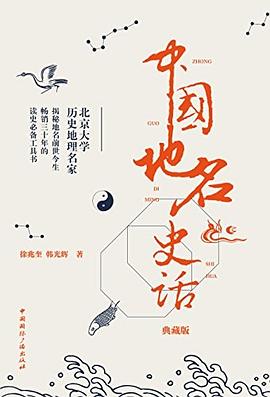 中國地名史话
ZHONG
GUO
DI
MING
SHI
HUA
典藏版
北京大学
历史地理名家
揭秘地名前世今生
畅销三十年的
读史必备工具书
徐兆奎 韩光辉 著
中国国际广播出版社